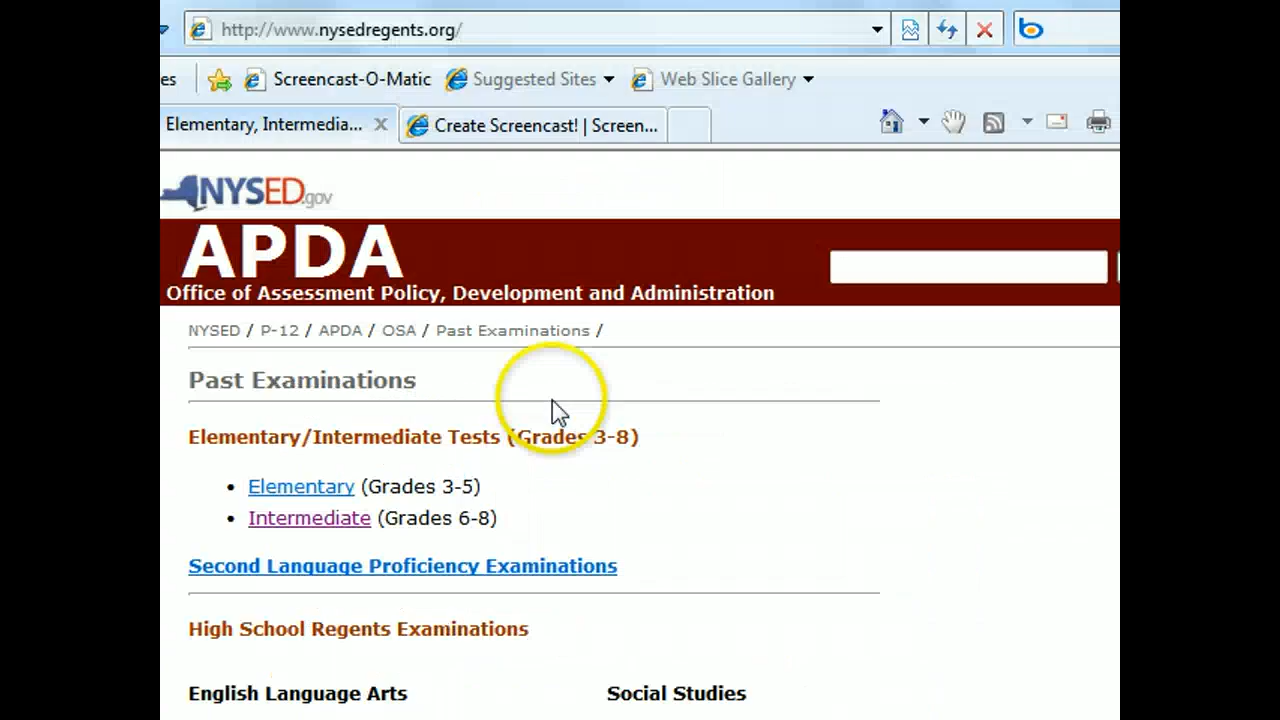 http://www.nysedregents.org/
es Screencast-O-Matic Suggested Sites Web Slice Gallery
Elementary, Intermedia... Create Screencast! | Screen...
NYSED.gov
APDA
Office of Assessment Policy, Development and Administration
NYSED / P-12 / APDA / OSA / Past Examinations /
Past Examinations
Elementary/Intermediate Tests (Grades 3-8)
• Elementary (Grades 3-5)
• Intermediate (Grades 6-8)
Second Language Proficiency Examinations
High School Regents Examinations
English Language Arts Social Studies